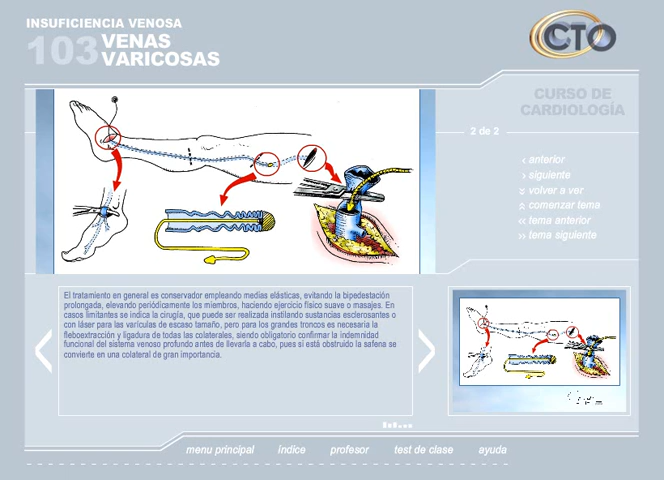 INSUFICIENCIA VENOSA
103 VENAS
VARICOSAS
CTO
CURSO DE
CARDIOLOGÍA
2 de 2
‹ anterior
› siguiente
volver a ver
comenzar tema
‹‹ tema anterior
›› tema siguiente
El tratamiento en general es conservador empleando medias elásticas, evitando la bipedestación
prolongada, elevando periódicamente los miembros, haciendo ejercicio físico suave o masajes. En
casos limitantes se indica la cirugía, que puede ser realizada instilando sustancias esclerosantes o
con láser para las varículas de escaso tamaño, pero para los grandes troncos es necesaria la
fleboextracción y ligadura de todas las colaterales, siendo obligatorio confirmar la indemnidad
funcional del sistema venoso profundo antes de llevarla a cabo, pues si está obstruido la safena se
convierte en una colateral de gran importancia.
menu principal índice profesor test de clase ayuda